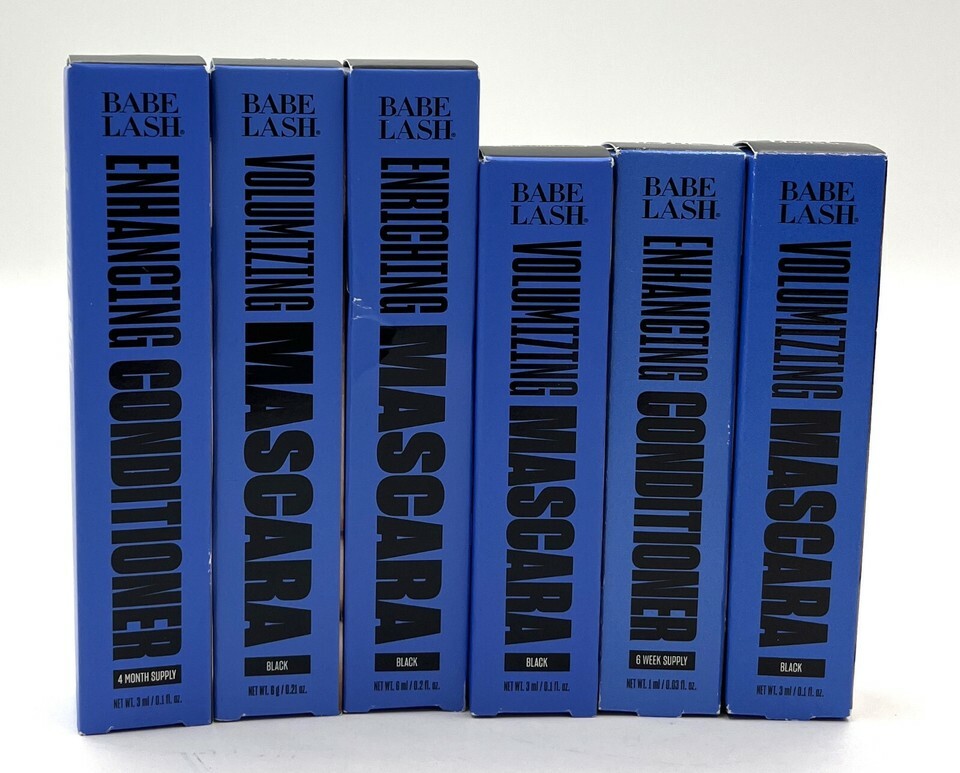 BABE
LASH®
ENHANCING CONDITIONER
4 MONTH SUPPLY
NET WT. 3 ml / 0.1 fl. oz.
BABE
LASH®
VOLUMIZING MASCARA
BLACK
NET WT. 6 g / 0.21 oz.
BABE
LASH®
ENRICHING MASCARA
BLACK
NET WT. 6 ml / 0.2 fl. oz.
BABE
LASH®
VOLUMIZING MASCARA
BLACK
NET WT. 3 ml / 0.1 fl. oz.
BABE
LASH®
ENHANCING CONDITIONER
6 WEEK SUPPLY
NET WT. 1 ml / 0.03 fl. oz.
BABE
LASH®
VOLUMIZING MASCARA
BLACK
NET WT. 3 ml / 0.1 fl. oz.